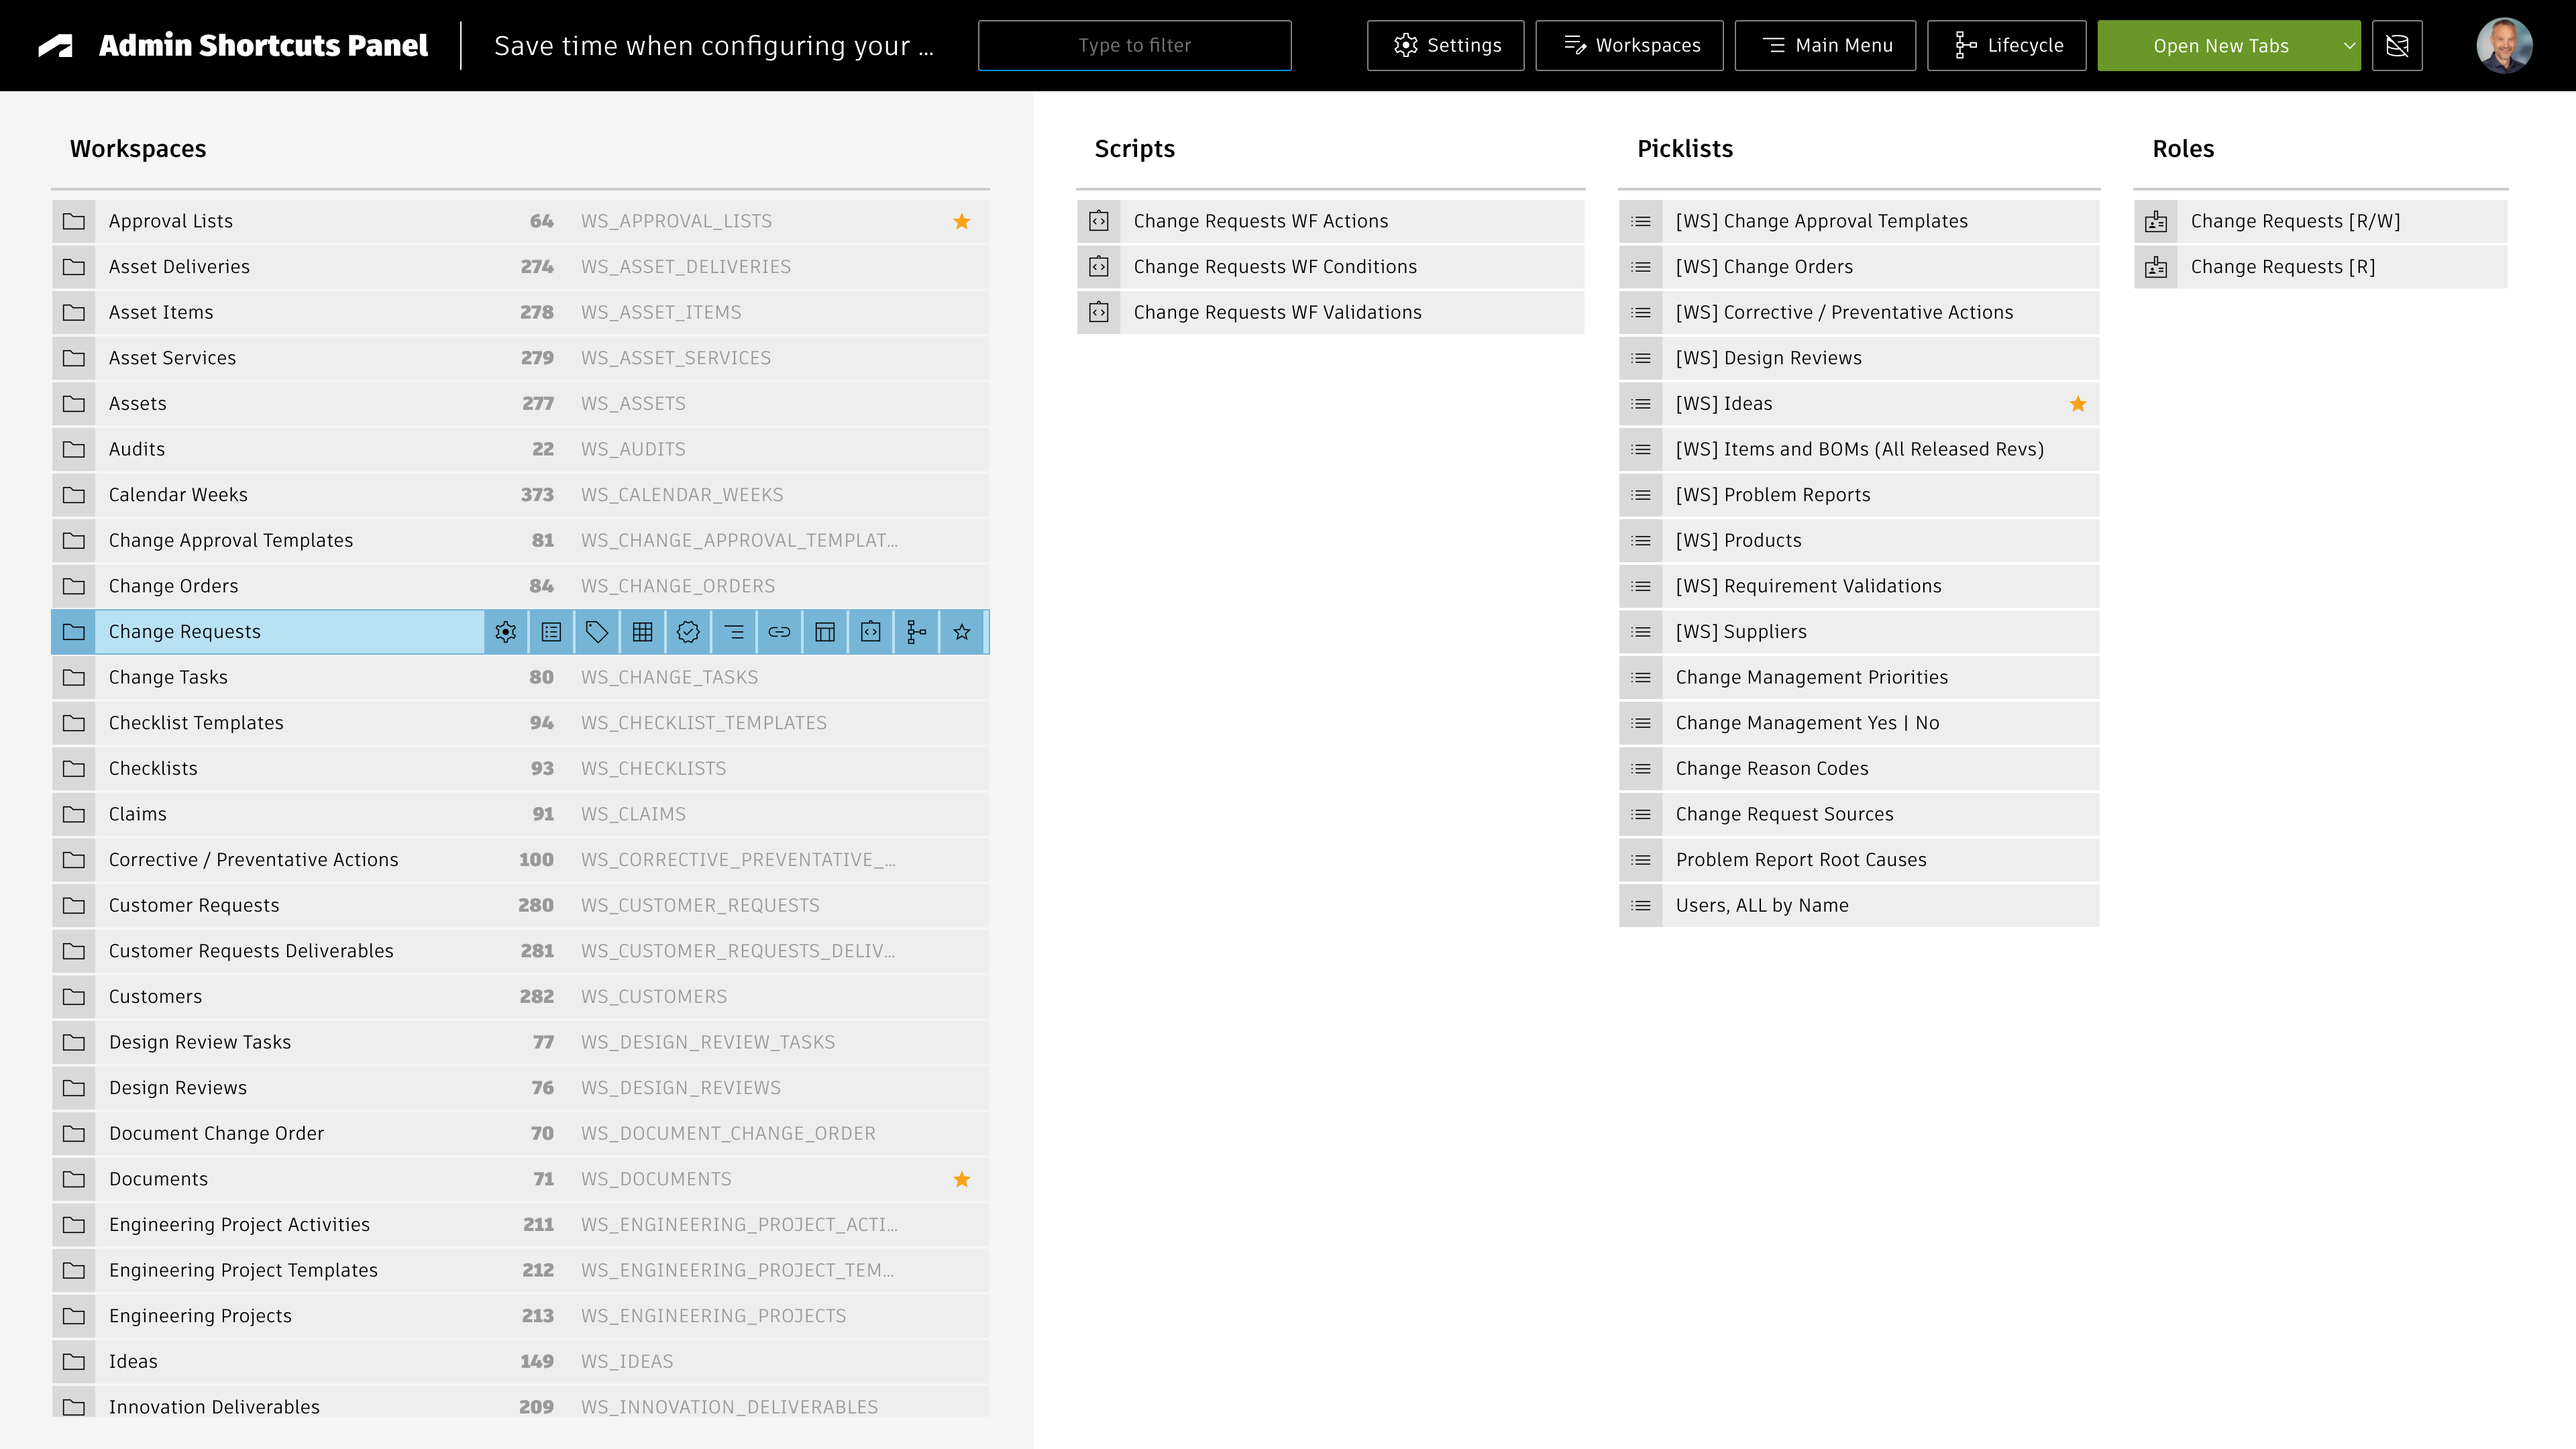 Admin Shortcuts Panel
Save time when configuring your ...
Type to filter
Settings
Workspaces
Main Menu
Lifecycle
Open New Tabs
Workspaces
Approval Lists 64 WS_APPROVAL_LISTS
Asset Deliveries 274 WS_ASSET_DELIVERIES
Asset Items 278 WS_ASSET_ITEMS
Asset Services 279 WS_ASSET_SERVICES
Assets 277 WS_ASSETS
Audits 22 WS_AUDITS
Calendar Weeks 373 WS_CALENDAR_WEEKS
Change Approval Templates 81 WS_CHANGE_APPROVAL_TEMPLAT...
Change Orders 84 WS_CHANGE_ORDERS
Change Requests
Change Tasks 80 WS_CHANGE_TASKS
Checklist Templates 94 WS_CHECKLIST_TEMPLATES
Checklists 93 WS_CHECKLISTS
Claims 91 WS_CLAIMS
Corrective / Preventative Actions 100 WS_CORRECTIVE_PREVENTATIVE_...
Customer Requests 280 WS_CUSTOMER_REQUESTS
Customer Requests Deliverables 281 WS_CUSTOMER_REQUESTS_DELIV...
Customers 282 WS_CUSTOMERS
Design Review Tasks 77 WS_DESIGN_REVIEW_TASKS
Design Reviews 76 WS_DESIGN_REVIEWS
Document Change Order 70 WS_DOCUMENT_CHANGE_ORDER
Documents 71 WS_DOCUMENTS
Engineering Project Activities 211 WS_ENGINEERING_PROJECT_ACTI...
Engineering Project Templates 212 WS_ENGINEERING_PROJECT_TEM...
Engineering Projects 213 WS_ENGINEERING_PROJECTS
Ideas 149 WS_IDEAS
Innovation Deliverables 209 WS_INNOVATION_DELIVERABLES
Scripts
Change Requests WF Actions
Change Requests WF Conditions
Change Requests WF Validations
Picklists
[WS] Change Approval Templates
[WS] Change Orders
[WS] Corrective / Preventative Actions
[WS] Design Reviews
[WS] Ideas
[WS] Items and BOMs (All Released Revs)
[WS] Problem Reports
[WS] Products
[WS] Requirement Validations
[WS] Suppliers
Change Management Priorities
Change Management Yes | No
Change Reason Codes
Change Request Sources
Problem Report Root Causes
Users, ALL by Name
Roles
Change Requests [R/W]
Change Requests [R]